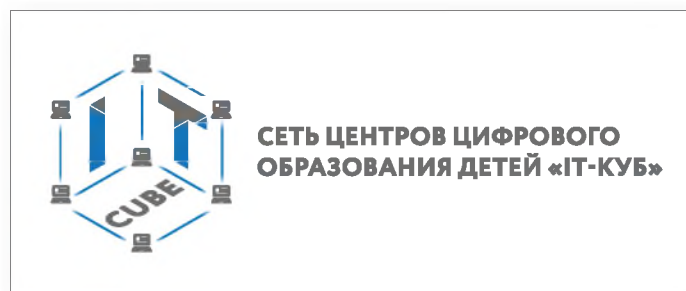 IT
CUBE
СЕТЬ ЦЕНТРОВ ЦИФРОВОГО
ОБРАЗОВАНИЯ ДЕТЕЙ «IT-КУБ»